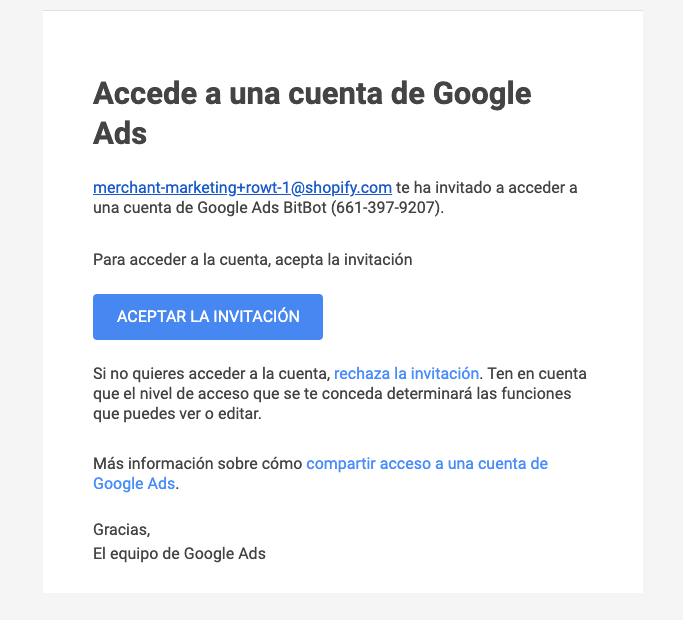 Accede a una cuenta de Google
Ads
merchant-marketing+rowt-1@shopify.com te ha invitado a acceder a
una cuenta de Google Ads BitBot (661-397-9207).
Para acceder a la cuenta, acepta la invitación
ACEPTAR LA INVITACIÓN
Si no quieres acceder a la cuenta, rechaza la invitación. Ten en cuenta
que el nivel de acceso que se te conceda determinará las funciones
que puedes ver o editar.
Más información sobre cómo compartir acceso a una cuenta de
Google Ads.
Gracias,
El equipo de Google Ads